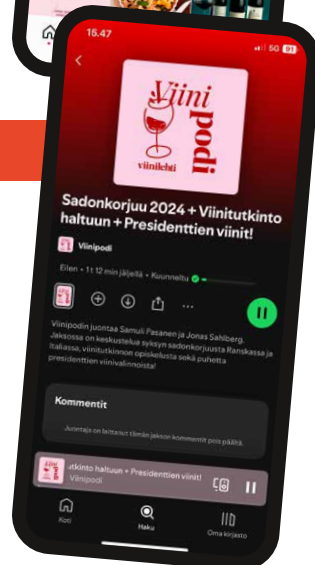 15.47
5G 91
Viini
podi
viinilehti
Sadonkorjuu 2024 + Viinitutkinto
haltuun + Presidenttien viinit!
Viinipodi
Eilen • 1 t 12 min jäljellä • Kuunneltu
Viinipodin juontaa Samuli Pasanen ja Jonas Sahlberg.
Jaksossa on keskustelua syksyn sadonkorjuusta Ranskassa ja
Italiassa, viinitutkinnon opiskelusta sekä puhetta
presidenttien viinivalinnoista!
Kommentit
Juontaja on laittanut tämän jakson kommentit pois päältä.
utkinto haltuun + Presidenttien viinit!
Viinipodi
Koti
Haku
Oma kirjasto